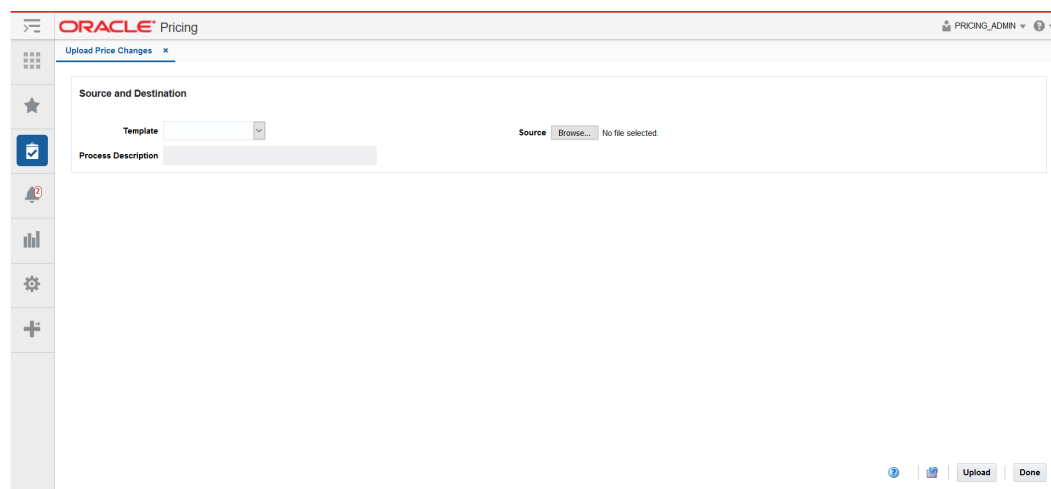 ORACLE® Pricing
PRICING_ADMIN
Upload Price Changes
Source and Destination
Template
Source Browse... No file selected.
Process Description
2
Upload Done